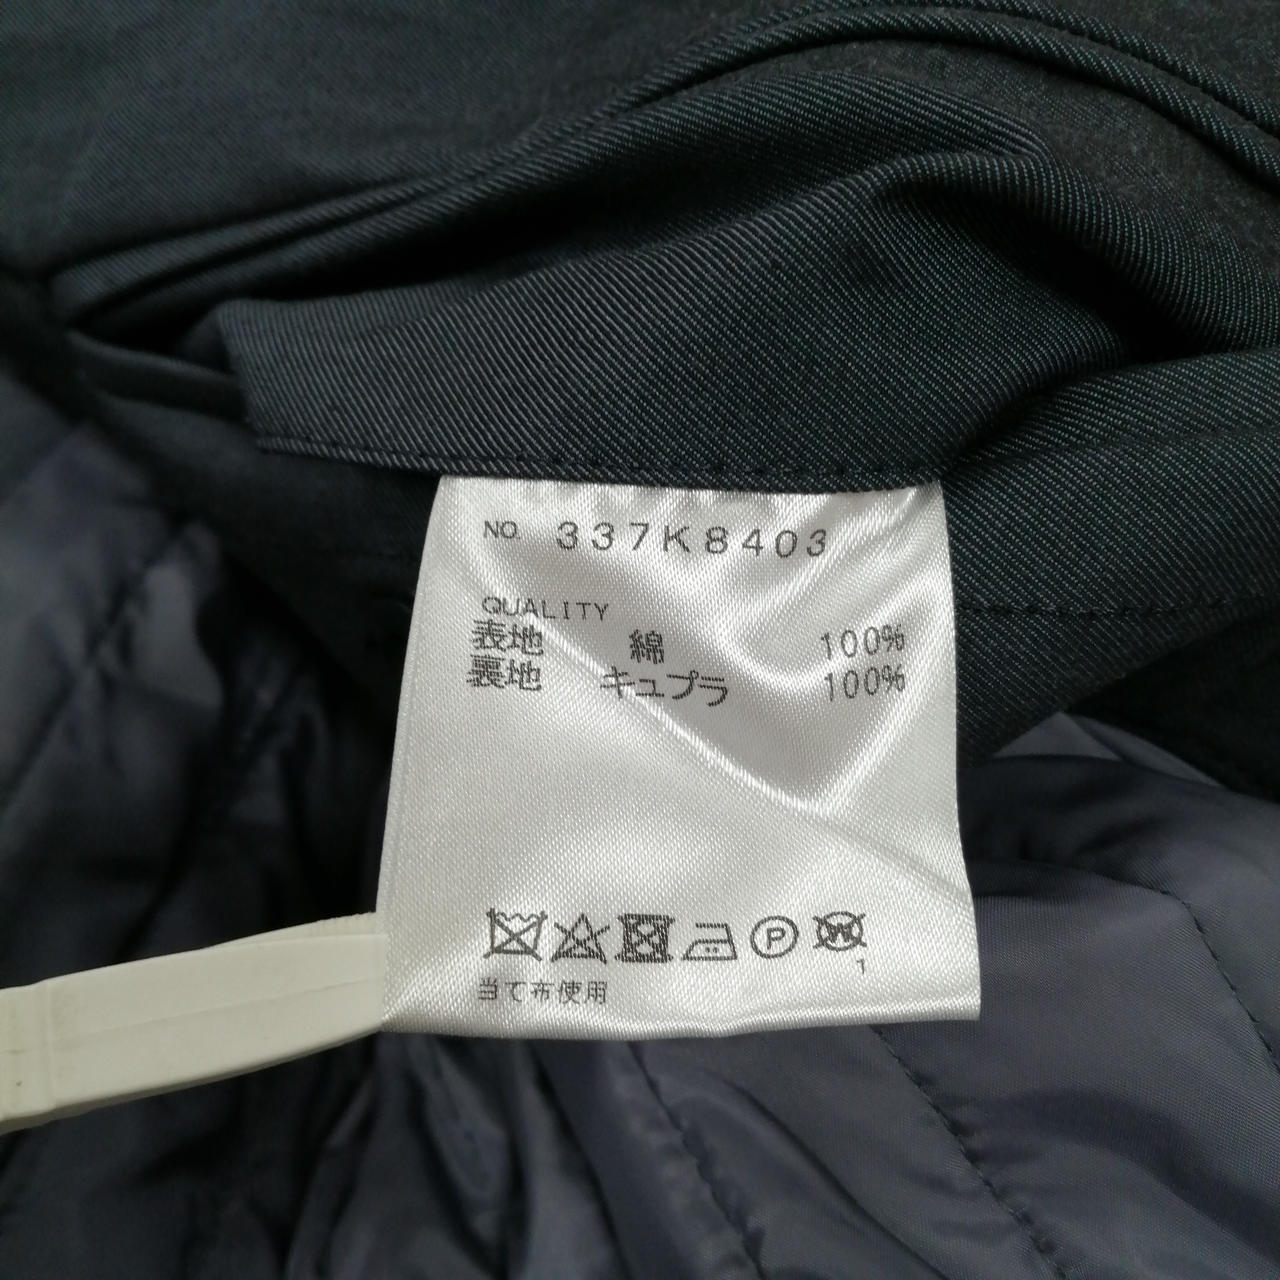 NO. 337K8403
QUALITY
表地 綿 100%
裏地 キュプラ 100%
P W
1
当て布使用